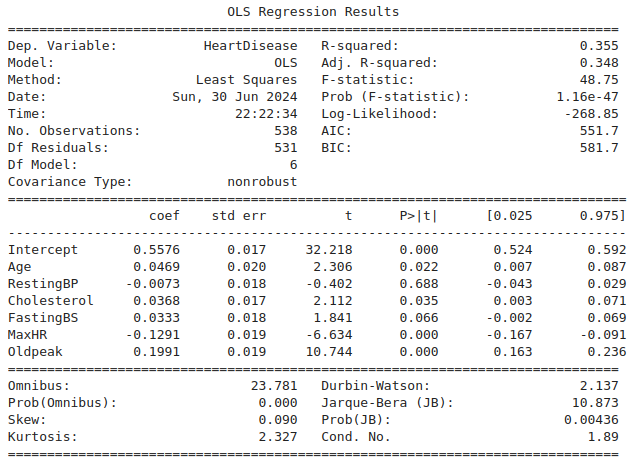 OLS Regression Results
==============================================================================
Dep. Variable: HeartDisease R-squared: 0.355
Model: OLS Adj. R-squared: 0.348
Method: Least Squares F-statistic: 48.75
Date: Sun, 30 Jun 2024 Prob (F-statistic): 1.16e-47
Time: 22:22:34 Log-Likelihood: -268.85
No. Observations: 538 AIC: 551.7
Df Residuals: 531 BIC: 581.7
Df Model: 6
Covariance Type: nonrobust
===============================================================================
coef std err t P>|t| [0.025 0.975]
-------------------------------------------------------------------------------
Intercept 0.5576 0.017 32.218 0.000 0.524 0.592
Age 0.0469 0.020 2.306 0.022 0.007 0.087
RestingBP -0.0073 0.018 -0.402 0.688 -0.043 0.029
Cholesterol 0.0368 0.017 2.112 0.035 0.003 0.071
FastingBS 0.0333 0.018 1.841 0.066 -0.002 0.069
MaxHR -0.1291 0.019 -6.634 0.000 -0.167 -0.091
Oldpeak 0.1991 0.019 10.744 0.000 0.163 0.236
==============================================================================
Omnibus: 23.781 Durbin-Watson: 2.137
Prob(Omnibus): 0.000 Jarque-Bera (JB): 10.873
Skew: 0.090 Prob(JB): 0.00436
Kurtosis: 2.327 Cond. No. 1.89
==============================================================================